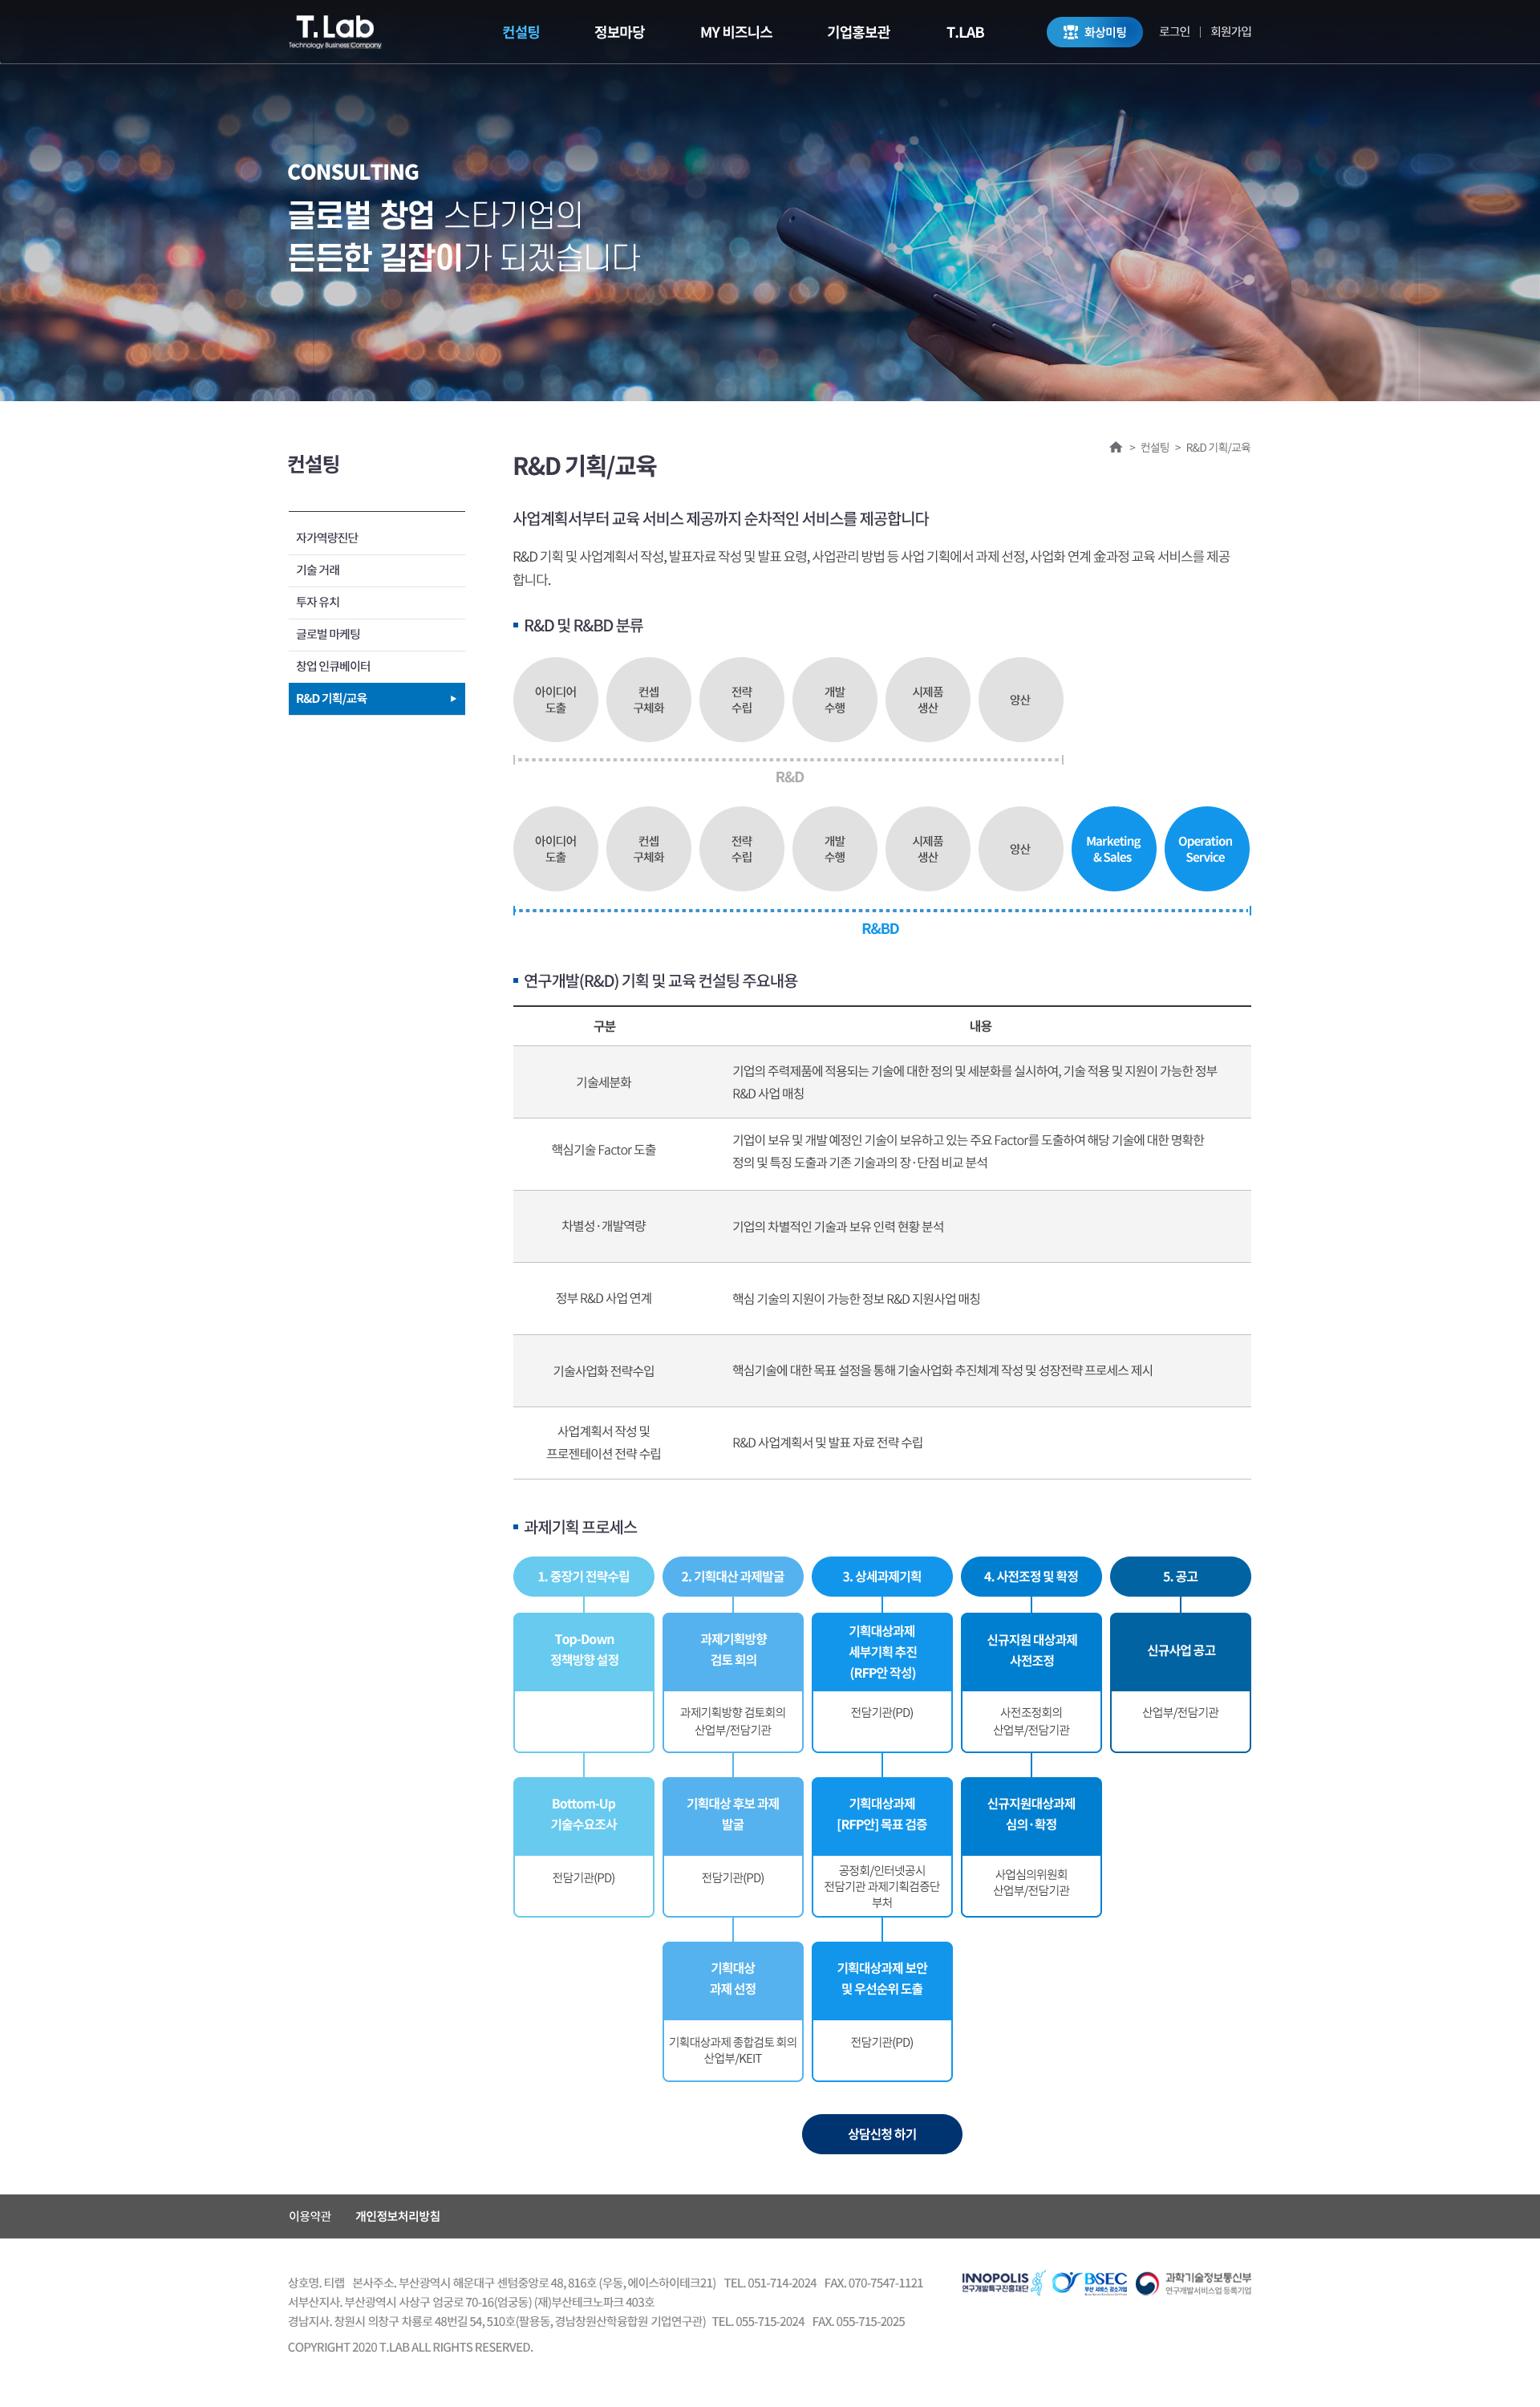 T.Lab
Technology Business Company
컨설팅
정보마당
MY 비즈니스
기업홍보관
T.LAB
화상미팅
로그인
회원가입
CONSULTING
글로벌 창업 스타기업의
든든한 길잡이가 되겠습니다
컨설팅
자가역량진단
기술 거래
투자 유치
글로벌 마케팅
창업 인큐베이터
R&D 기획/교육
> 컨설팅 > R&D 기획/교육
R&D 기획/교육
사업계획서부터 교육 서비스 제공까지 순차적인 서비스를 제공합니다
R&D 기획 및 사업계획서 작성, 발표자료 작성 및 발표 요령, 사업관리 방법 등 사업 기획에서 과제 선정, 사업화 연계 金과정 교육 서비스를 제공
합니다.
R&D 및 R&BD 분류
아이디어
도출
컨셉
구체화
전략
수립
개발
수행
시제품
생산
양산
R&D
아이디어
도출
컨셉
구체화
전략
수립
개발
수행
시제품
생산
양산
Marketing
& Sales
Operation
Service
R&BD
연구개발(R&D) 기획 및 교육 컨설팅 주요내용
구분
내용
기술세분화
기업의 주력제품에 적용되는 기술에 대한 정의 및 세분화를 실시하여, 기술 적용 및 지원이 가능한 정부
R&D 사업 매칭
핵심기술 Factor 도출
기업이 보유 및 개발 예정인 기술이 보유하고 있는 주요 Factor를 도출하여 해당 기술에 대한 명확한
정의 및 특징 도출과 기존 기술과의 장·단점 비교 분석
차별성·개발역량
기업의 차별적인 기술과 보유 인력 현황 분석
정부 R&D 사업 연계
핵심 기술의 지원이 가능한 정보 R&D 지원사업 매칭
기술사업화 전략수입
핵심기술에 대한 목표 설정을 통해 기술사업화 추진체계 작성 및 성장전략 프로세스 제시
사업계획서 작성 및
프로젠테이션 전략 수립
R&D 사업계획서 및 발표 자료 전략 수립
과제기획 프로세스
1. 중장기 전략수립
2. 기획대산 과제발굴
3. 상세과제기획
4. 사전조정 및 확정
5. 공고
Top-Down
정책방향 설정
과제기획방향
검토 회의
과제기획방향 검토회의
산업부/전담기관
기획대상과제
세부기획 추진
(RFP안 작성)
전담기관(PD)
신규지원 대상과제
사전조정
사전조정회의
산업부/전담기관
신규사업 공고
산업부/전담기관
Bottom-Up
기술수요조사
전담기관(PD)
기획대상 후보 과제
발굴
전담기관(PD)
기획대상과제
[RFP안] 목표 검증
공정회/인터넷공시
전담기관 과제기획검증단
부처
신규지원대상과제
심의·확정
사업심의위원회
산업부/전담기관
기획대상
과제 선정
기획대상과제 종합검토 회의
산업부/KEIT
기획대상과제 보안
및 우선순위 도출
전담기관(PD)
상담신청 하기
이용약관
개인정보처리방침
상호명. 티랩 본사주소. 부산광역시 해운대구 센텀중앙로 48, 816호 (우동, 에이스하이테크21) TEL. 051-714-2024 FAX. 070-7547-1121
서부산지사. 부산광역시 사상구 엄궁로 70-16(엄궁동) (재)부산테크노파크 403호
경남지사. 창원시 의창구 차룡로 48번길 54, 510호(팔용동, 경남창원산학융합원 기업연구관) TEL. 055-715-2024 FAX. 055-715-2025
COPYRIGHT 2020 T.LAB ALL RIGHTS RESERVED.
INNOPOLIS
연구개발특구진흥재단
BSEC
부산 서비스 강소기업
과학기술정보통신부
연구개발서비스업 등록기업